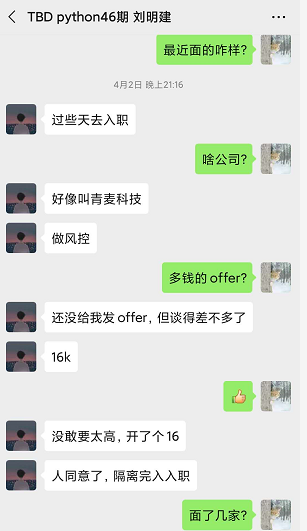 TBD python46期 刘明建
最近面的咋样?
4月2日 晚上21:16
过些天去入职
啥公司?
好像叫青麦科技
做风控
多钱的 offer?
还没给我发 offer，但谈得差不多了
16k
没敢要太高，开了个 16
人同意了，隔离完入入职
面了几家?